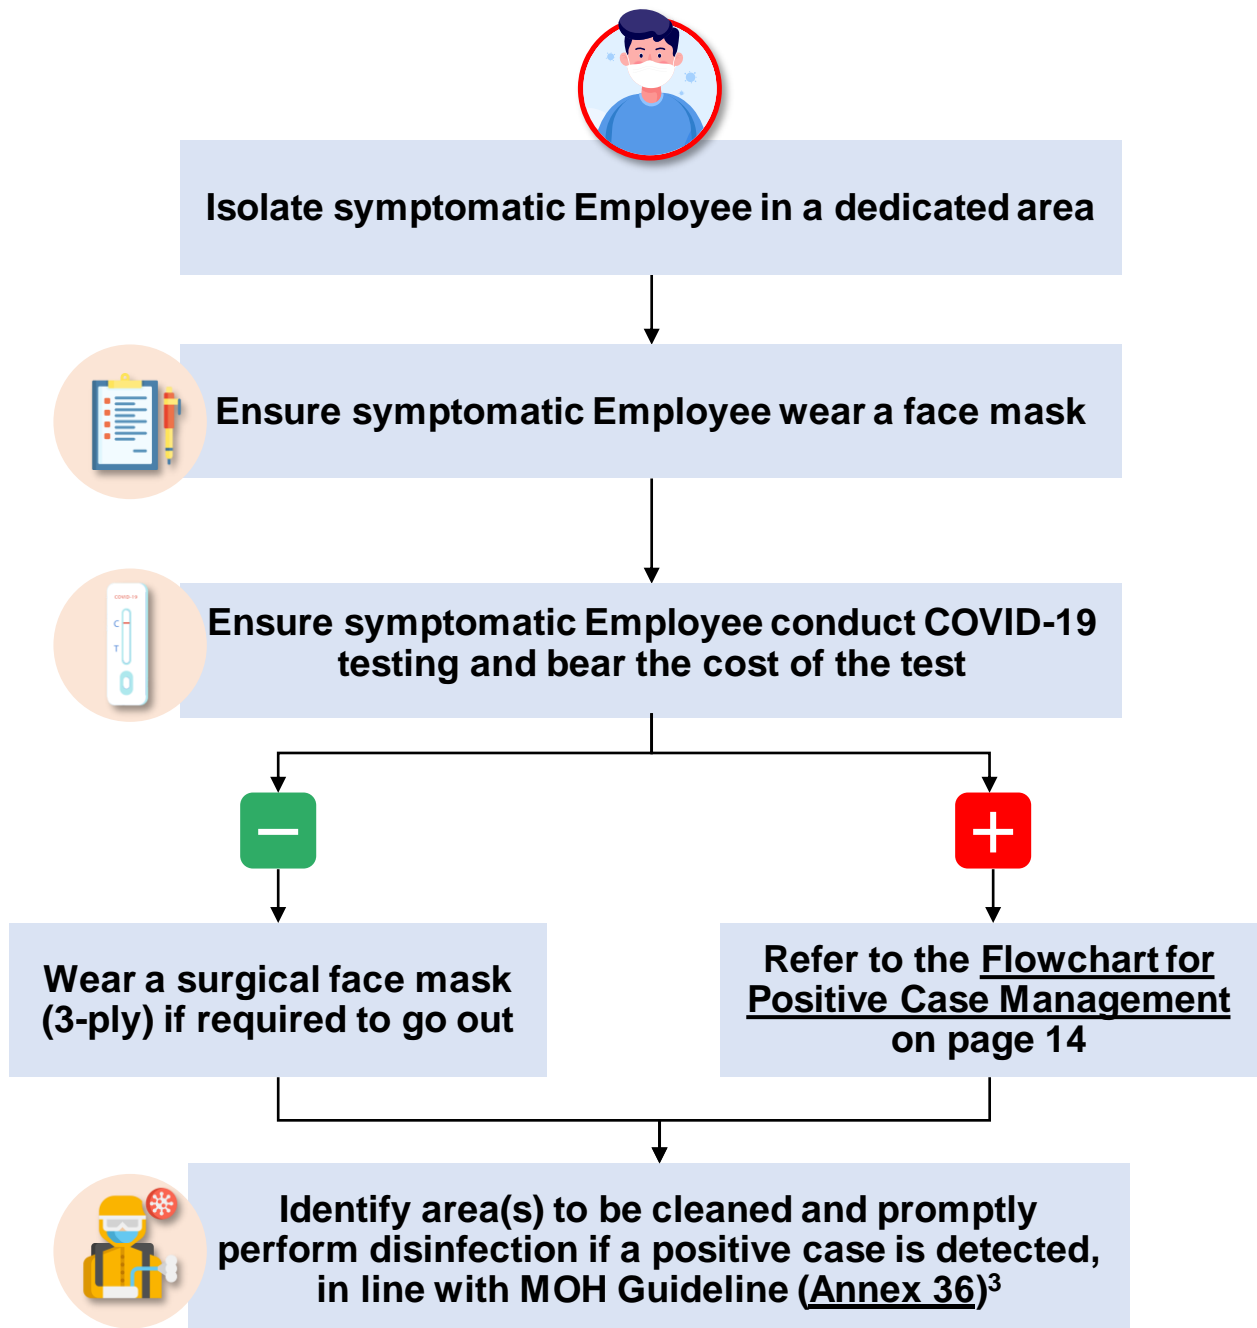 Isolate symptomatic Employee in a dedicated area
Ensure symptomatic Employee wear a face mask
COVID-19
C
T
Ensure symptomatic Employee conduct COVID-19
testing and bear the cost of the test
Wear a surgical face mask
(3-ply) if required to go out
Refer to the Flowchart for
Positive Case Management
on page 14
Identify area(s) to be cleaned and promptly
perform disinfection if a positive case is detected,
in line with MOH Guideline (Annex 36)³